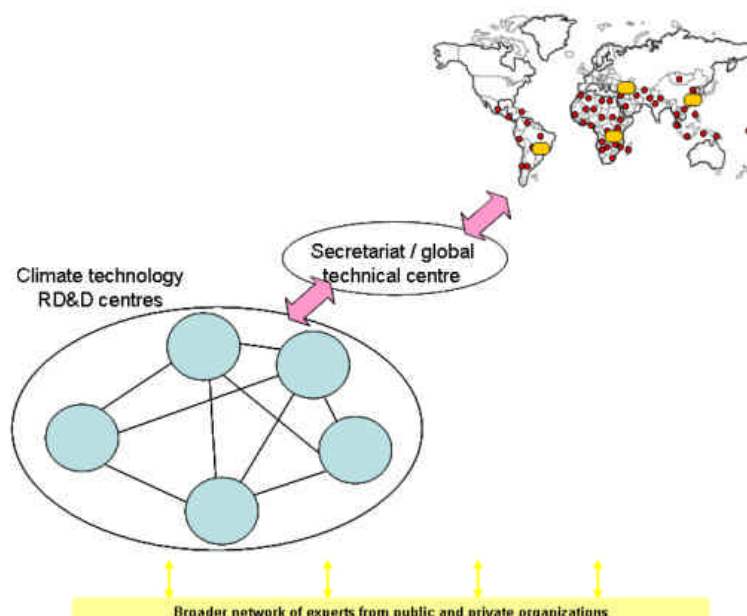 Secretariat / global
technical centre
Climate technology
RD&D centres
Broader network of experts from public and private organizations